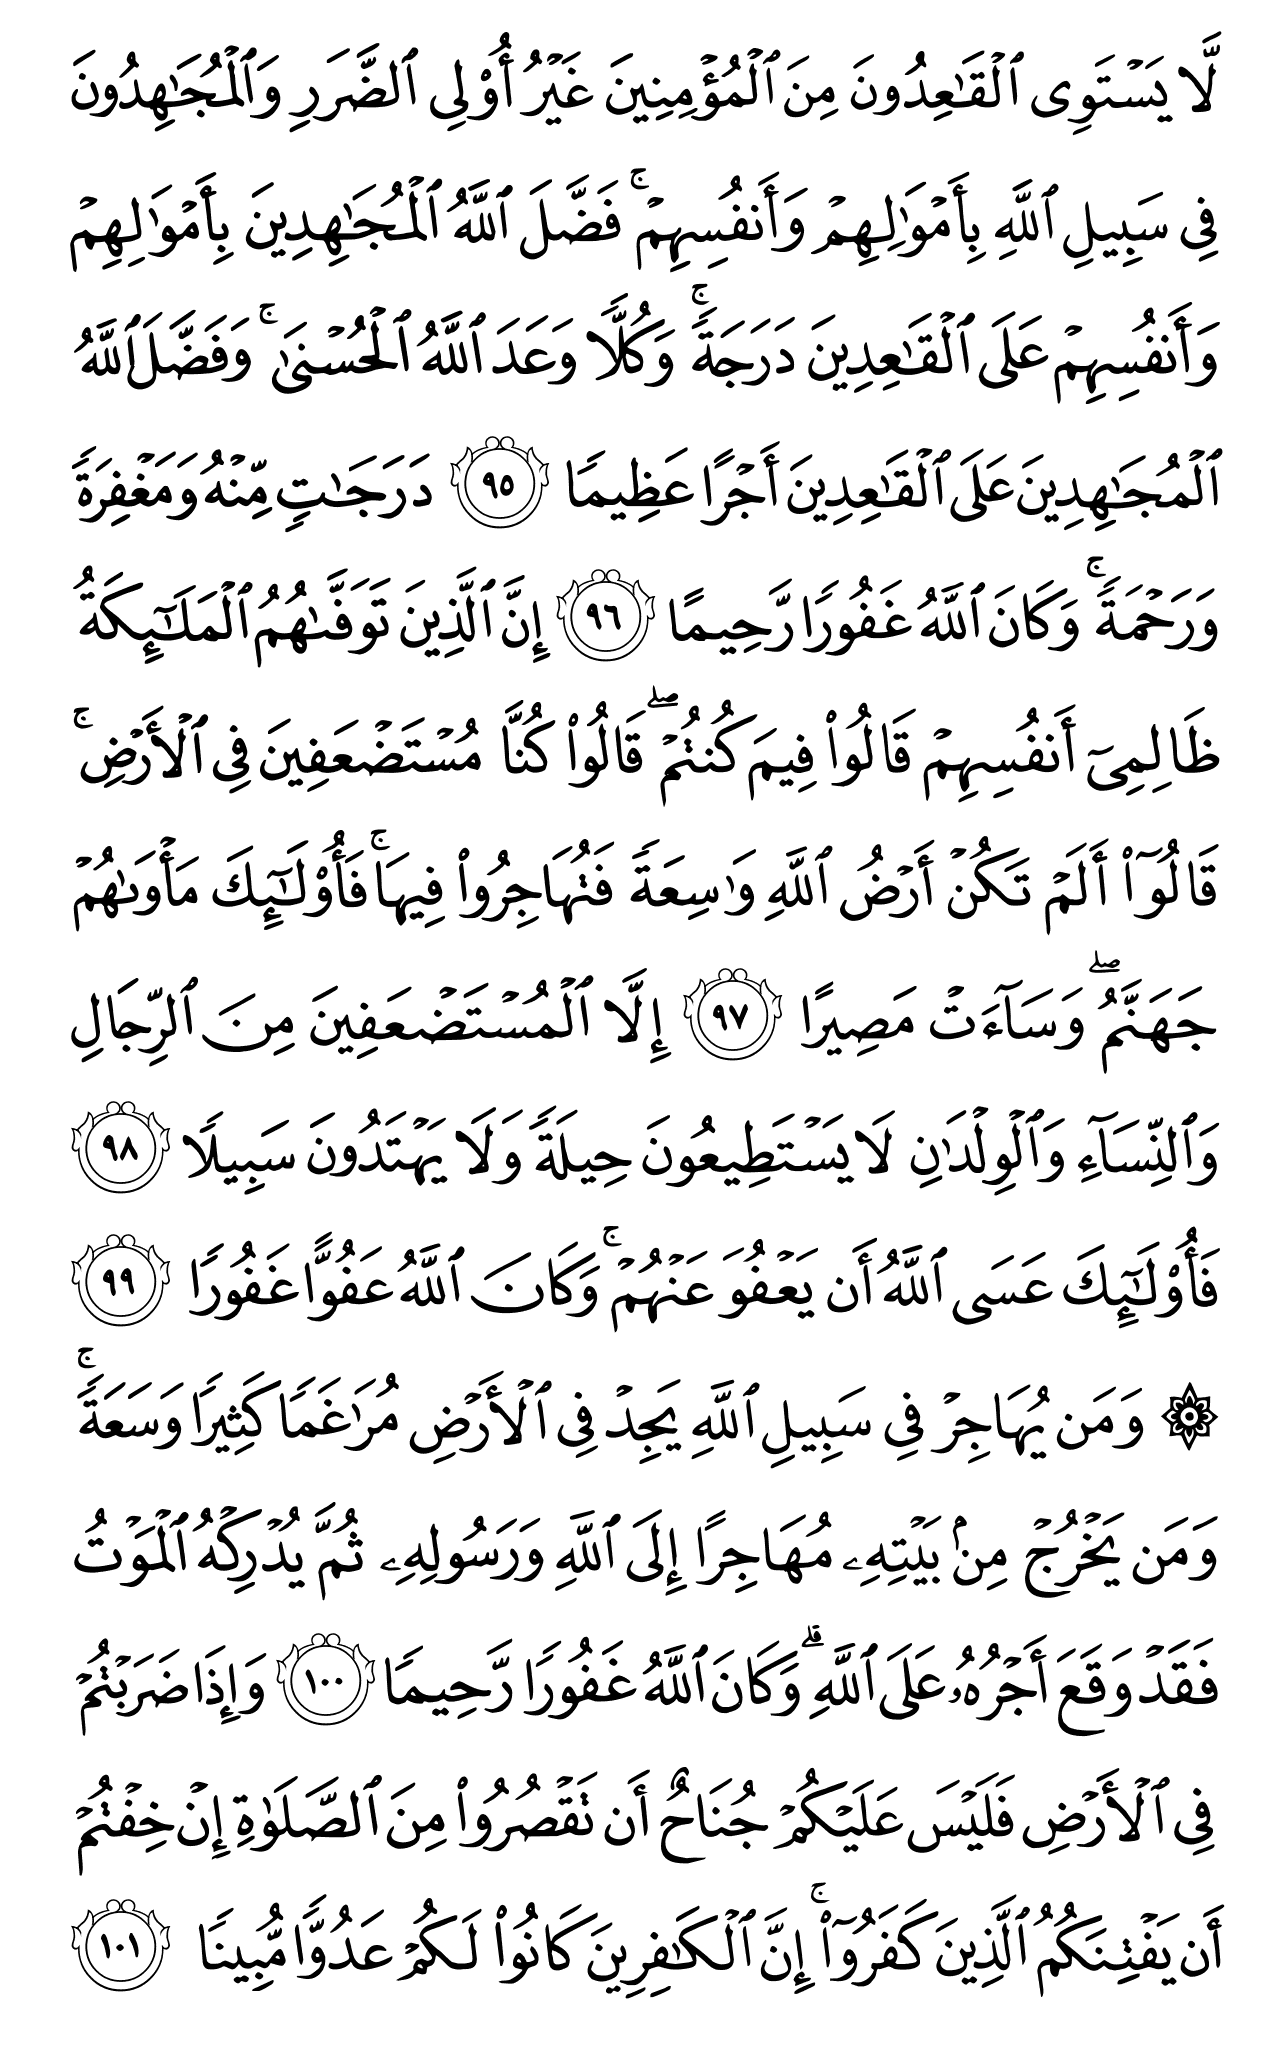 لَّا يَسْتَوِى ٱلْقَـٰعِدُونَ مِنَ ٱلْمُؤْمِنِينَ غَيْرُ أُو۟لِى ٱلضَّرَرِ وَٱلْمُجَـٰهِدُونَ
فِى سَبِيلِ ٱللَّهِ بِأَمْوَٰلِهِمْ وَأَنفُسِهِمْ ۚ فَضَّلَ ٱللَّهُ ٱلْمُجَـٰهِدِينَ بِأَمْوَٰلِهِمْ
وَأَنفُسِهِمْ عَلَى ٱلْقَـٰعِدِينَ دَرَجَةً ۚ وَكُلًّا وَعَدَ ٱللَّهُ ٱلْحُسْنَىٰ ۚ وَفَضَّلَ ٱللَّهُ
ٱلْمُجَـٰهِدِينَ عَلَى ٱلْقَـٰعِدِينَ أَجْرًا عَظِيمًا ٩٥ دَرَجَـٰتٍ مِّنْهُ وَمَغْفِرَةً
وَرَحْمَةً ۚ وَكَانَ ٱللَّهُ غَفُورًا رَّحِيمًا ٩٦ إِنَّ ٱلَّذِينَ تَوَفَّىٰهُمُ ٱلْمَلَـٰٓئِكَةُ
ظَالِمِىٓ أَنفُسِهِمْ قَالُوا۟ فِيمَ كُنتُمْ ۖ قَالُوا۟ كُنَّا مُسْتَضْعَفِينَ فِى ٱلْأَرْضِ ۚ
قَالُوٓا۟ أَلَمْ تَكُنْ أَرْضُ ٱللَّهِ وَٰسِعَةً فَتُهَاجِرُوا۟ فِيهَا ۚ فَأُو۟لَـٰٓئِكَ مَأْوَىٰهُمْ
جَهَنَّمُ ۖ وَسَآءَتْ مَصِيرًا ٩٧ إِلَّا ٱلْمُسْتَضْعَفِينَ مِنَ ٱلرِّجَالِ
وَٱلنِّسَآءِ وَٱلْوِلْدَٰنِ لَا يَسْتَطِيعُونَ حِيلَةً وَلَا يَهْتَدُونَ سَبِيلًا ٩٨
فَأُو۟لَـٰٓئِكَ عَسَى ٱللَّهُ أَن يَعْفُوَ عَنْهُمْ ۚ وَكَانَ ٱللَّهُ عَفُوًّا غَفُورًا ٩٩
۞ وَمَن يُهَاجِرْ فِى سَبِيلِ ٱللَّهِ يَجِدْ فِى ٱلْأَرْضِ مُرَٰغَمًا كَثِيرًا وَسَعَةً ۚ
وَمَن يَخْرُجْ مِنۢ بَيْتِهِۦ مُهَاجِرًا إِلَى ٱللَّهِ وَرَسُولِهِۦ ثُمَّ يُدْرِكْهُ ٱلْمَوْتُ
فَقَدْ وَقَعَ أَجْرُهُۥ عَلَى ٱللَّهِ ۗ وَكَانَ ٱللَّهُ غَفُورًا رَّحِيمًا ١٠٠ وَإِذَا ضَرَبْتُمْ
فِى ٱلْأَرْضِ فَلَيْسَ عَلَيْكُمْ جُنَاحٌ أَن تَقْصُرُوا۟ مِنَ ٱلصَّلَوٰةِ إِنْ خِفْتُمْ
أَن يَفْتِنَكُمُ ٱلَّذِينَ كَفَرُوٓا۟ ۚ إِنَّ ٱلْكَـٰفِرِينَ كَانُوا۟ لَكُمْ عَدُوًّا مُّبِينًا ١٠١